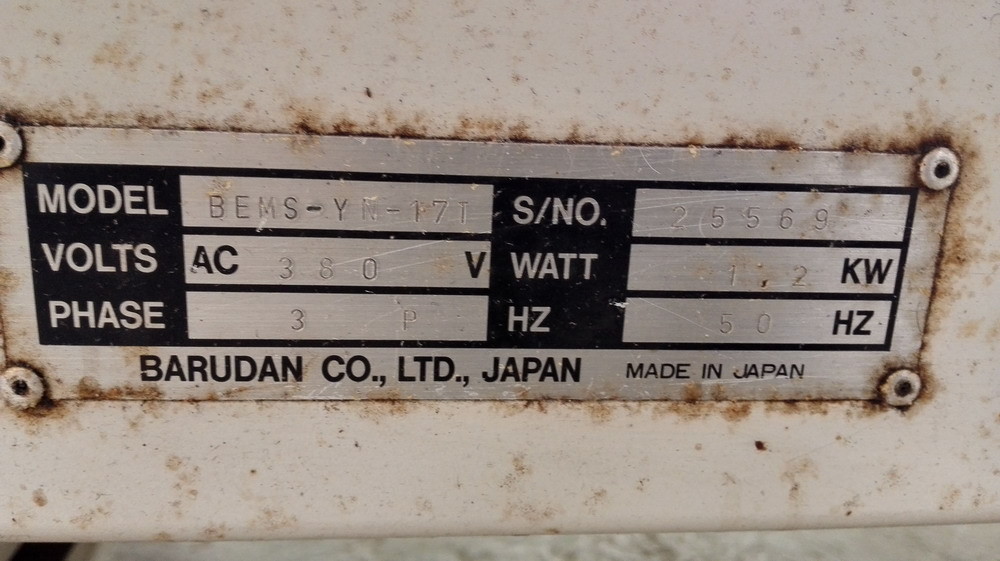 MODEL BEMS-YN-17T S/NO. 25569
VOLTS AC 380 V WATT 1.2 KW
PHASE 3 P HZ 50 HZ
BARUDAN CO., LTD., JAPAN MADE IN JAPAN